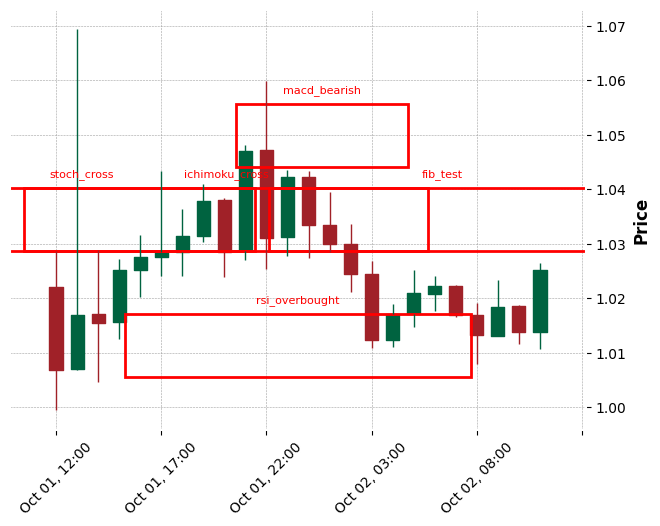 1.07
1.06
macd_bearish
1.05
stoch_cross
ichimoku_cross
fib_test
1.04
Price
1.03
rsi_overbought
1.02
1.01
1.00
Oct 01, 12:00
Oct 01, 17:00
Oct 01, 22:00
Oct 02, 03:00
Oct 02, 08:00